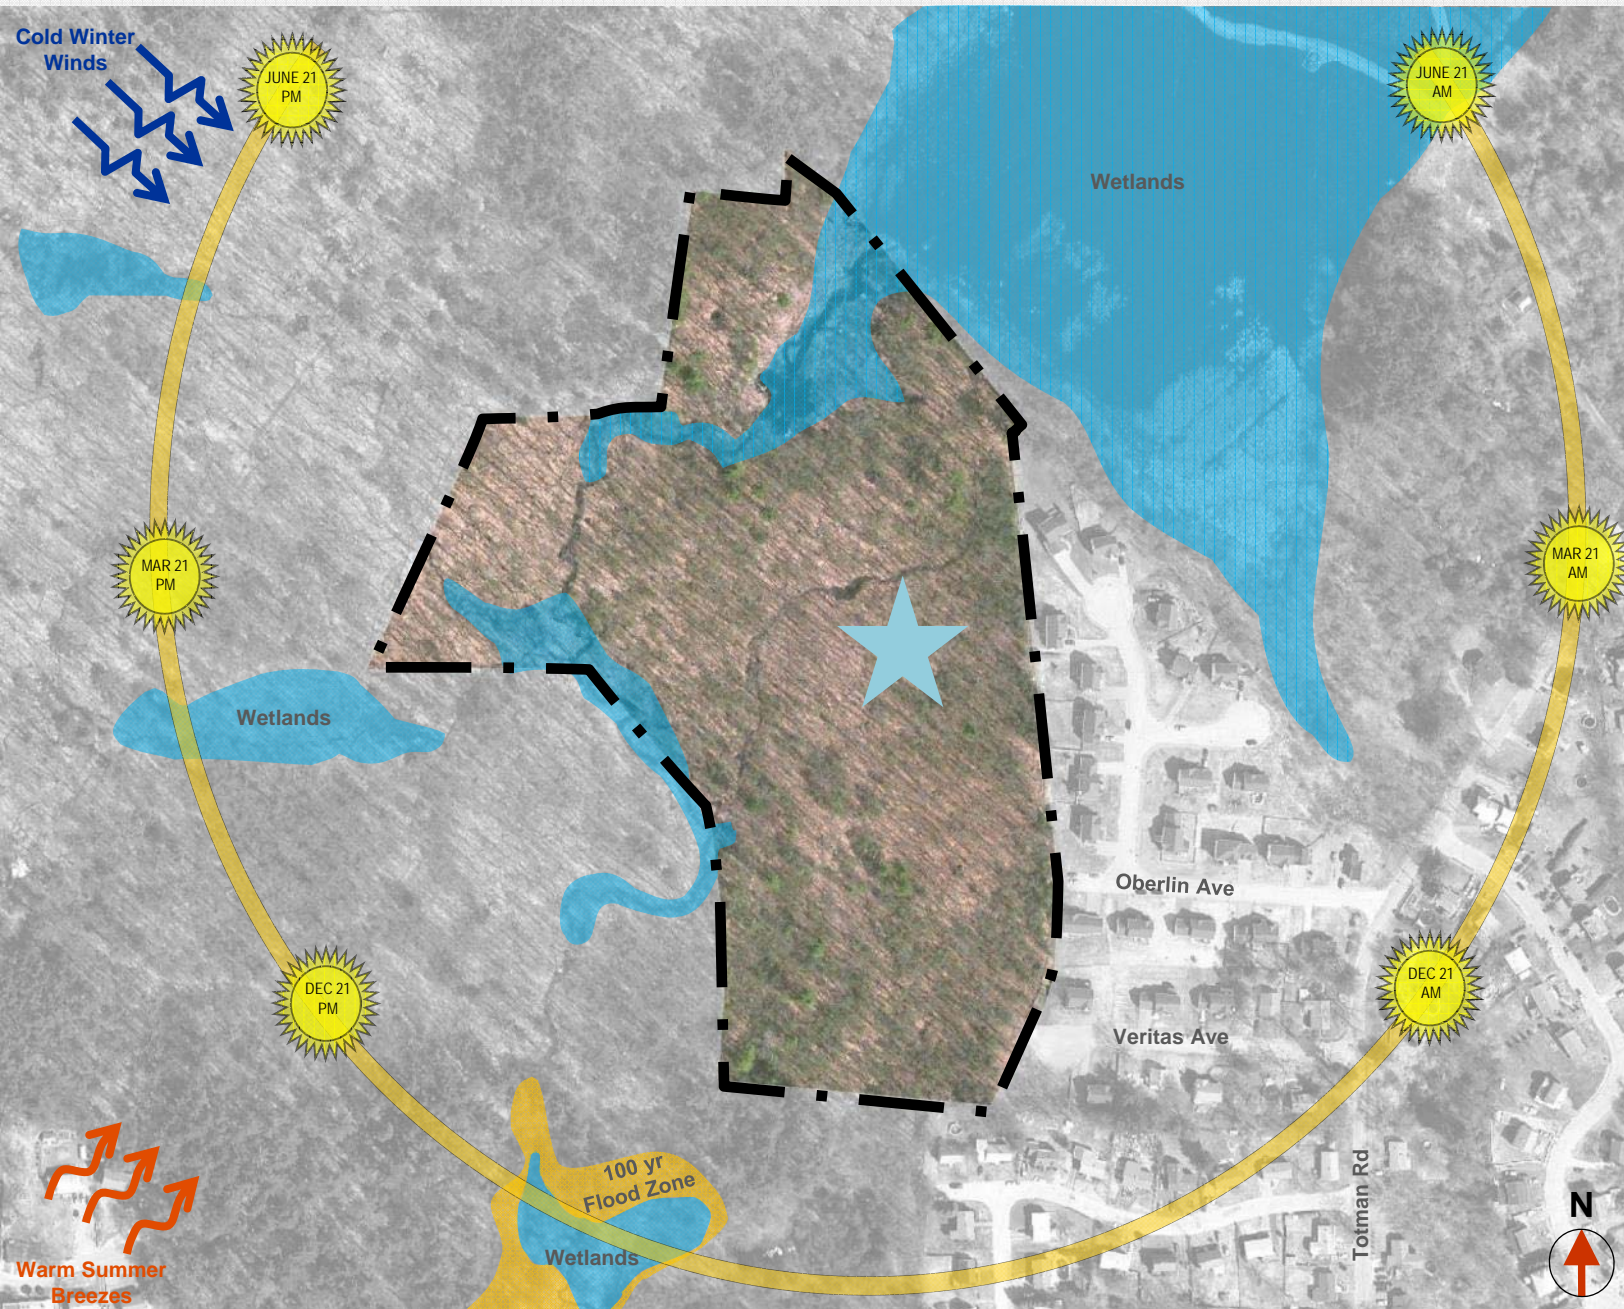 Cold Winter
Winds
JUNE 21
PM
JUNE 21
AM
Wetlands
MAR 21
PM
MAR 21
AM
Wetlands
Oberlin Ave
DEC 21
PM
DEC 21
AM
Veritas Ave
100 yr
Flood Zone
Totman Rd
Wetlands
N
Warm Summer
Breezes